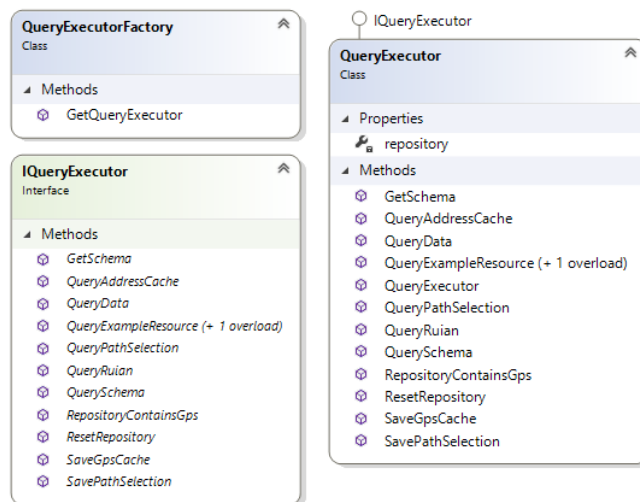 QueryExecutorFactory
Class
Methods
GetQueryExecutor
IQueryExecutor
Interface
Methods
GetSchema
QueryAddressCache
QueryData
QueryExampleResource (+ 1 overload)
QueryPathSelection
QueryRuian
QuerySchema
RepositoryContainsGps
ResetRepository
SaveGpsCache
SavePathSelection
IQueryExecutor
QueryExecutor
Class
Properties
repository
Methods
GetSchema
QueryAddressCache
QueryData
QueryExampleResource (+ 1 overload)
QueryExecutor
QueryPathSelection
QueryRuian
QuerySchema
RepositoryContainsGps
ResetRepository
SaveGpsCache
SavePathSelection